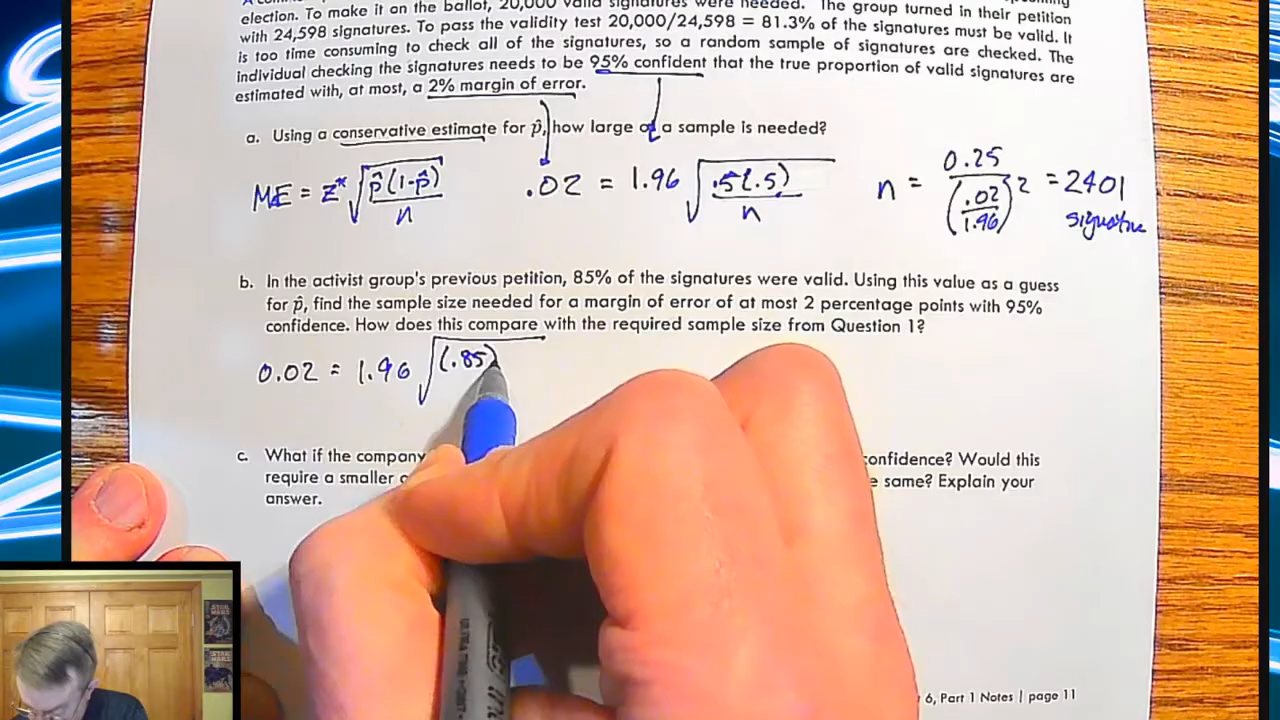 election. To make it on the ballot, 20,000 valid signatures were needed. The group turned in their petition
with 24,598 signatures. To pass the validity test 20,000/24,598 = 81.3% of the signatures must be valid. It
is too time consuming to check all of the signatures, so a random sample of signatures are checked. The
individual checking the signatures needs to be 95% confident that the true proportion of valid signatures are
estimated with, at most, a 2% margin of error.
a. Using a conservative estimate for p̂, how large of a sample is needed?
ME = z* √(p̂(1-p̂)/n) .02 = 1.96 √(.5(.5)/n) n = 0.25/(.02/1.96)² = 2401
signature
b. In the activist group's previous petition, 85% of the signatures were valid. Using this value as a guess
for p̂, find the sample size needed for a margin of error of at most 2 percentage points with 95%
confidence. How does this compare with the required sample size from Question 1?
0.02 = 1.96 √(.85)
c. What if the company confidence? Would this
require a smaller same? Explain your
answer.
6, Part 1 Notes | page 11
STAR WARS
STAR WARS